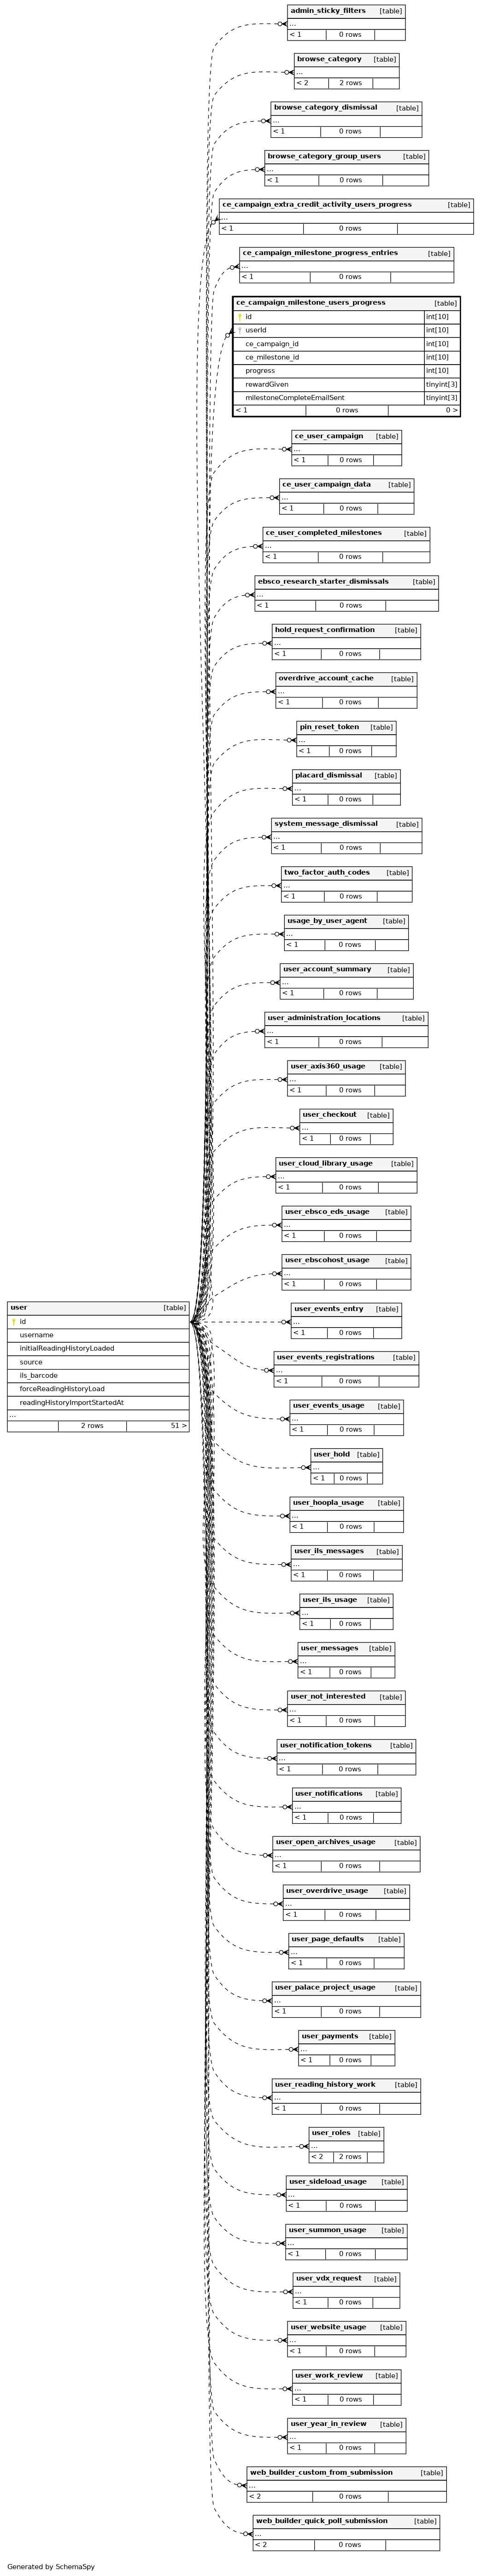 admin_sticky_filters [table]
...
< 1 0 rows
browse_category [table]
...
< 2 2 rows
browse_category_dismissal [table]
...
< 1 0 rows
browse_category_group_users [table]
...
< 1 0 rows
ce_campaign_extra_credit_activity_users_progress [table]
...
< 1 0 rows
ce_campaign_milestone_progress_entries [table]
...
< 1 0 rows
ce_campaign_milestone_users_progress [table]
id int[10]
userId int[10]
ce_campaign_id int[10]
ce_milestone_id int[10]
progress int[10]
rewardGiven tinyint[3]
milestoneCompleteEmailSent tinyint[3]
< 1 0 rows 0 >
ce_user_campaign [table]
...
< 1 0 rows
ce_user_campaign_data [table]
...
< 1 0 rows
ce_user_completed_milestones [table]
...
< 1 0 rows
ebsco_research_starter_dismissals [table]
...
< 1 0 rows
hold_request_confirmation [table]
...
< 1 0 rows
overdrive_account_cache [table]
...
< 1 0 rows
pin_reset_token [table]
...
< 1 0 rows
placard_dismissal [table]
...
< 1 0 rows
system_message_dismissal [table]
...
< 1 0 rows
two_factor_auth_codes [table]
...
< 1 0 rows
usage_by_user_agent [table]
...
< 1 0 rows
user_account_summary [table]
...
< 1 0 rows
user_administration_locations [table]
...
< 1 0 rows
user_axis360_usage [table]
...
< 1 0 rows
user_checkout [table]
...
< 1 0 rows
user_cloud_library_usage [table]
...
< 1 0 rows
user_ebsco_eds_usage [table]
...
< 1 0 rows
user_ebscohost_usage [table]
...
< 1 0 rows
user [table]
id
username
initialReadingHistoryLoaded
source
ils_barcode
forceReadingHistoryLoad
readingHistoryImportStartedAt
...
2 rows 51 >
user_events_entry [table]
...
< 1 0 rows
user_events_registrations [table]
...
< 1 0 rows
user_events_usage [table]
...
< 1 0 rows
user_hold [table]
...
< 1 0 rows
user_hoopla_usage [table]
...
< 1 0 rows
user_ils_messages [table]
...
< 1 0 rows
user_ils_usage [table]
...
< 1 0 rows
user_messages [table]
...
< 1 0 rows
user_not_interested [table]
...
< 1 0 rows
user_notification_tokens [table]
...
< 1 0 rows
user_notifications [table]
...
< 1 0 rows
user_open_archives_usage [table]
...
< 1 0 rows
user_overdrive_usage [table]
...
< 1 0 rows
user_page_defaults [table]
...
< 1 0 rows
user_palace_project_usage [table]
...
< 1 0 rows
user_payments [table]
...
< 1 0 rows
user_reading_history_work [table]
...
< 1 0 rows
user_roles [table]
...
< 2 2 rows
user_sideload_usage [table]
...
< 1 0 rows
user_summon_usage [table]
...
< 1 0 rows
user_vdx_request [table]
...
< 1 0 rows
user_website_usage [table]
...
< 1 0 rows
user_work_review [table]
...
< 1 0 rows
user_year_in_review [table]
...
< 1 0 rows
web_builder_custom_from_submission [table]
...
< 2 0 rows
web_builder_quick_poll_submission [table]
...
< 2 0 rows
Generated by SchemaSpy